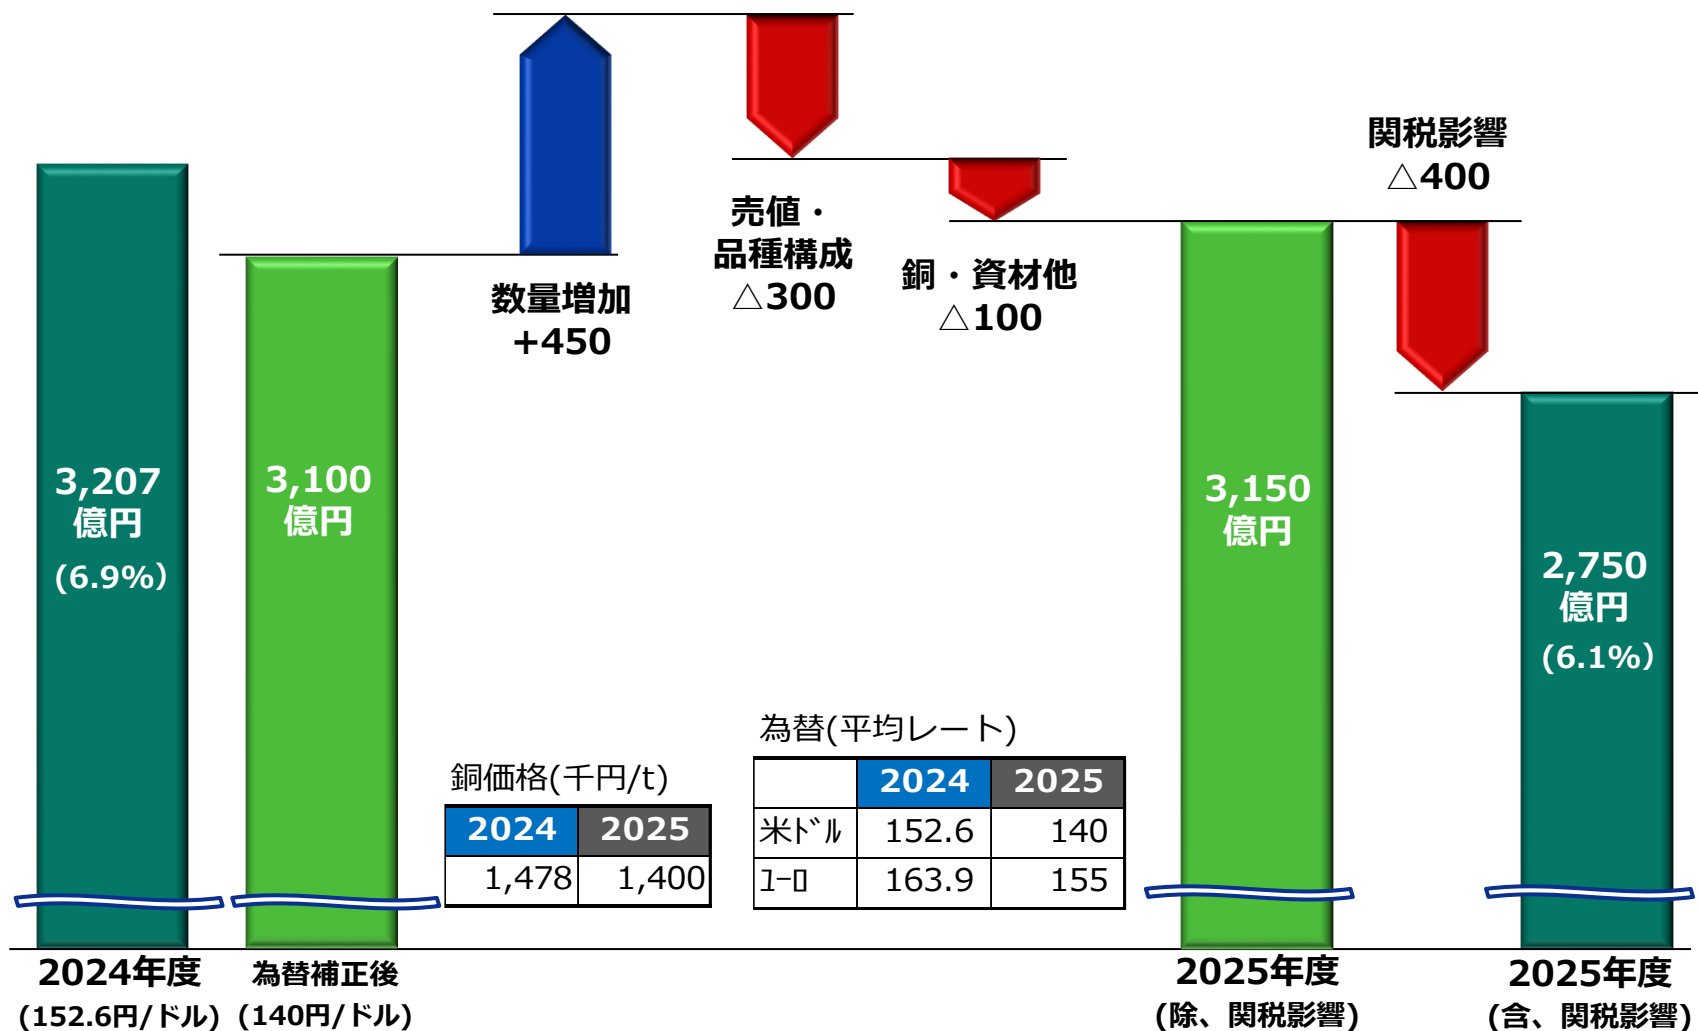 関税影響
△400
売値・
品種構成
△300
銅・資材他
△100
数量増加
+450
3,207
億円
(6.9%)
3,100
億円
3,150
億円
2,750
億円
(6.1%)
銅価格(千円/t)
2024 2025
1,478 1,400
為替(平均レート)
2024 2025
米ﾄﾞﾙ 152.6 140
ﾕｰﾛ 163.9 155
2024年度
(152.6円/ドル)
為替補正後
(140円/ドル)
2025年度
(除、関税影響)
2025年度
(含、関税影響)